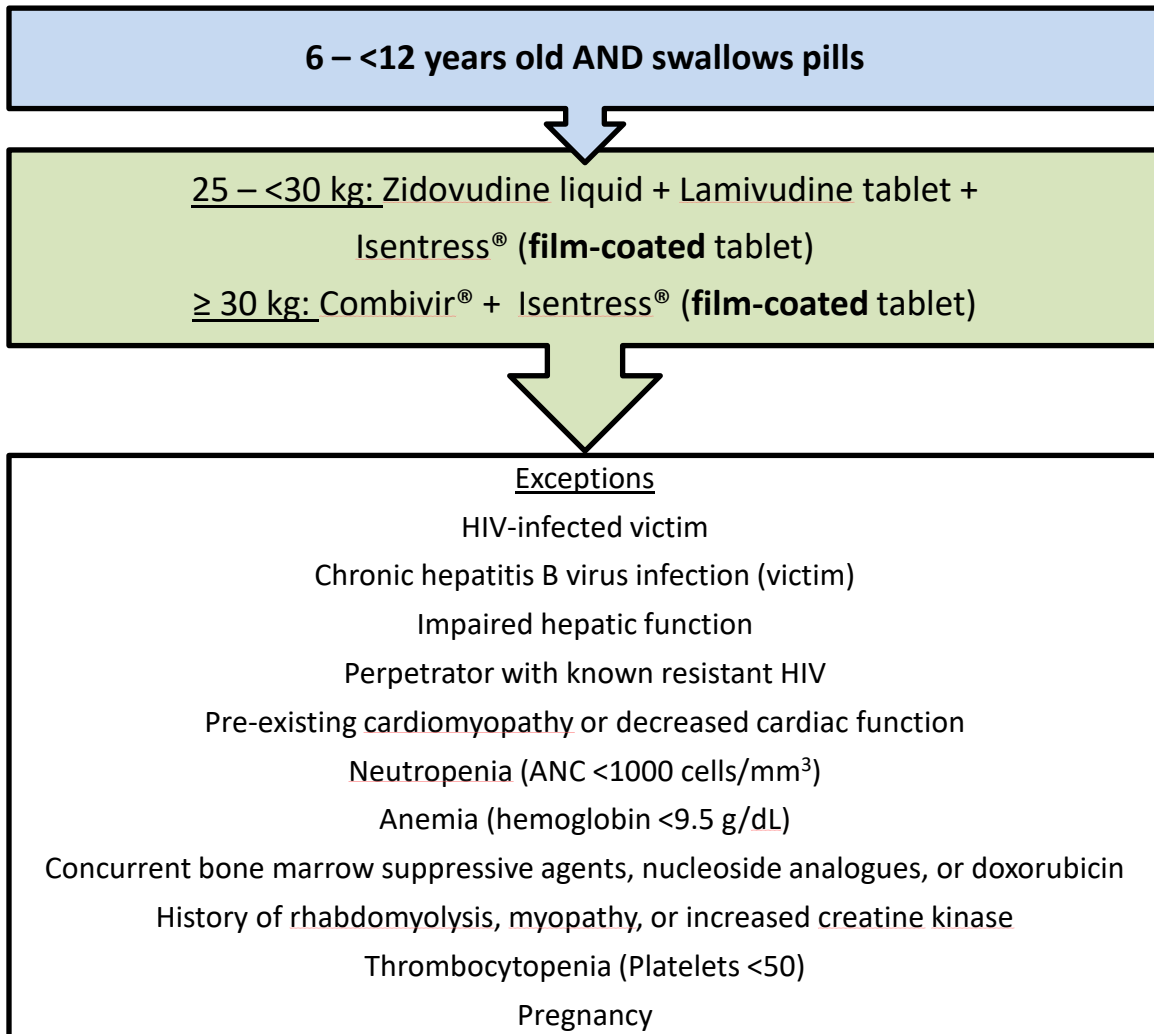 6 – <12 years old AND swallows pills
25 – <30 kg: Zidovudine liquid + Lamivudine tablet +
Isentress® (film-coated tablet)
≥ 30 kg: Combivir® + Isentress® (film-coated tablet)
Exceptions
HIV-infected victim
Chronic hepatitis B virus infection (victim)
Impaired hepatic function
Perpetrator with known resistant HIV
Pre-existing cardiomyopathy or decreased cardiac function
Neutropenia (ANC <1000 cells/mm³)
Anemia (hemoglobin <9.5 g/dL)
Concurrent bone marrow suppressive agents, nucleoside analogues, or doxorubicin
History of rhabdomyolysis, myopathy, or increased creatine kinase
Thrombocytopenia (Platelets <50)
Pregnancy